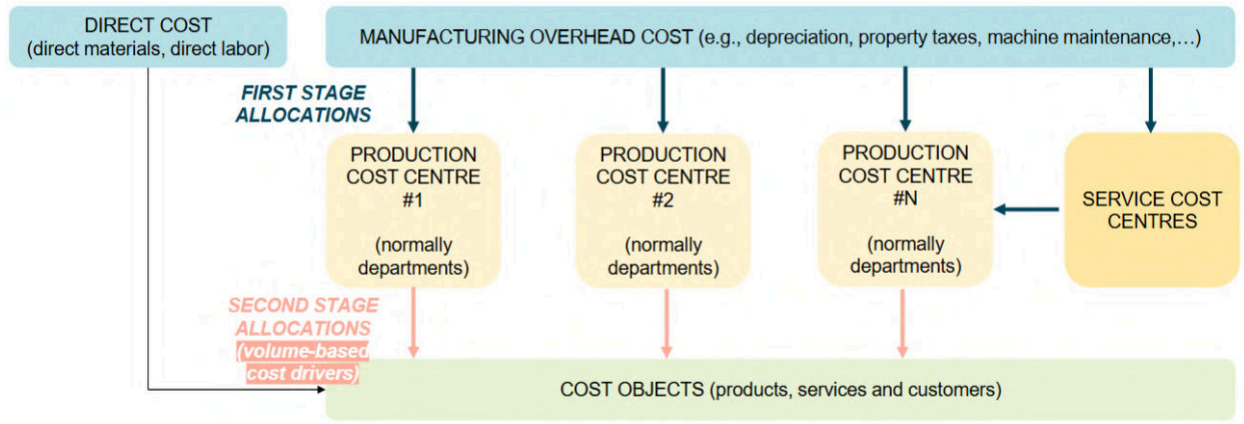 DIRECT COST
(direct materials, direct labor)
MANUFACTURING OVERHEAD COST (e.g., depreciation, property taxes, machine maintenance,…)
FIRST STAGE
ALLOCATIONS
PRODUCTION
COST CENTRE
#1
(normally
departments)
PRODUCTION
COST CENTRE
#2
(normally
departments)
PRODUCTION
COST CENTRE
#N
(normally
departments)
SERVICE COST
CENTRES
SECOND STAGE
ALLOCATIONS
(volume-based
cost drivers)
COST OBJECTS (products, services and customers)